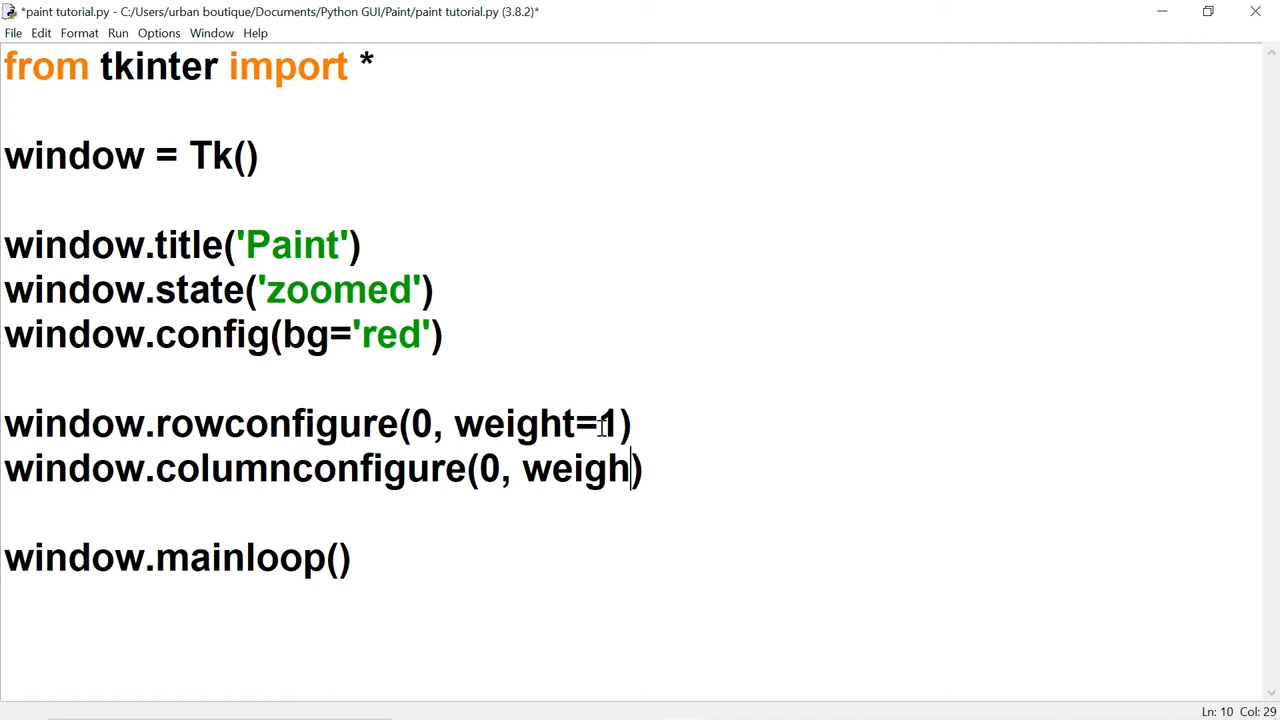 *paint tutorial.py - C:/Users/urban boutique/Documents/Python GUI/Paint/paint tutorial.py (3.8.2)*
File Edit Format Run Options Window Help
from tkinter import *
window = Tk()
window.title('Paint')
window.state('zoomed')
window.config(bg='red')
window.rowconfigure(0, weight=1)
window.columnconfigure(0, weigh)
window.mainloop()
Ln: 10 Col: 29